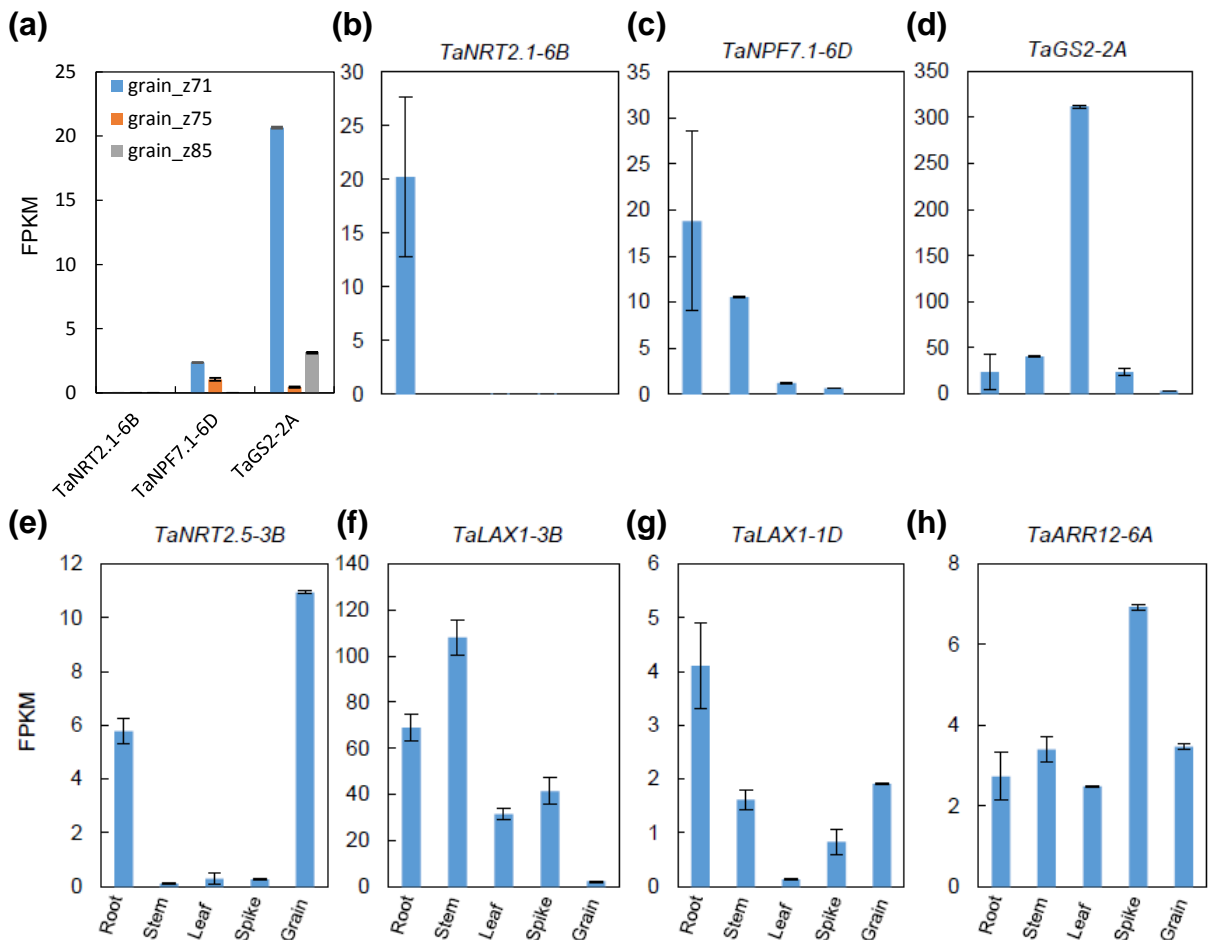 (a)
25
20
15
10
5
0
FPKM
grain_z71
grain_z75
grain_z85
TaNRT2.1-6B
TaNPF7.1-6D
TaGS2-2A
(b)
TaNRT2.1-6B
30
25
20
15
10
5
0
(c)
TaNPF7.1-6D
35
30
25
20
15
10
5
0
(d)
TaGS2-2A
350
300
250
200
150
100
50
0
(e)
TaNRT2.5-3B
12
10
8
6
4
2
0
FPKM
Root
Stem
Leaf
Spike
Grain
(f)
TaLAX1-3B
140
120
100
80
60
40
20
0
Root
Stem
Leaf
Spike
Grain
(g)
TaLAX1-1D
6
5
4
3
2
1
0
Root
Stem
Leaf
Spike
Grain
(h)
TaARR12-6A
8
6
4
2
0
Root
Stem
Leaf
Spike
Grain